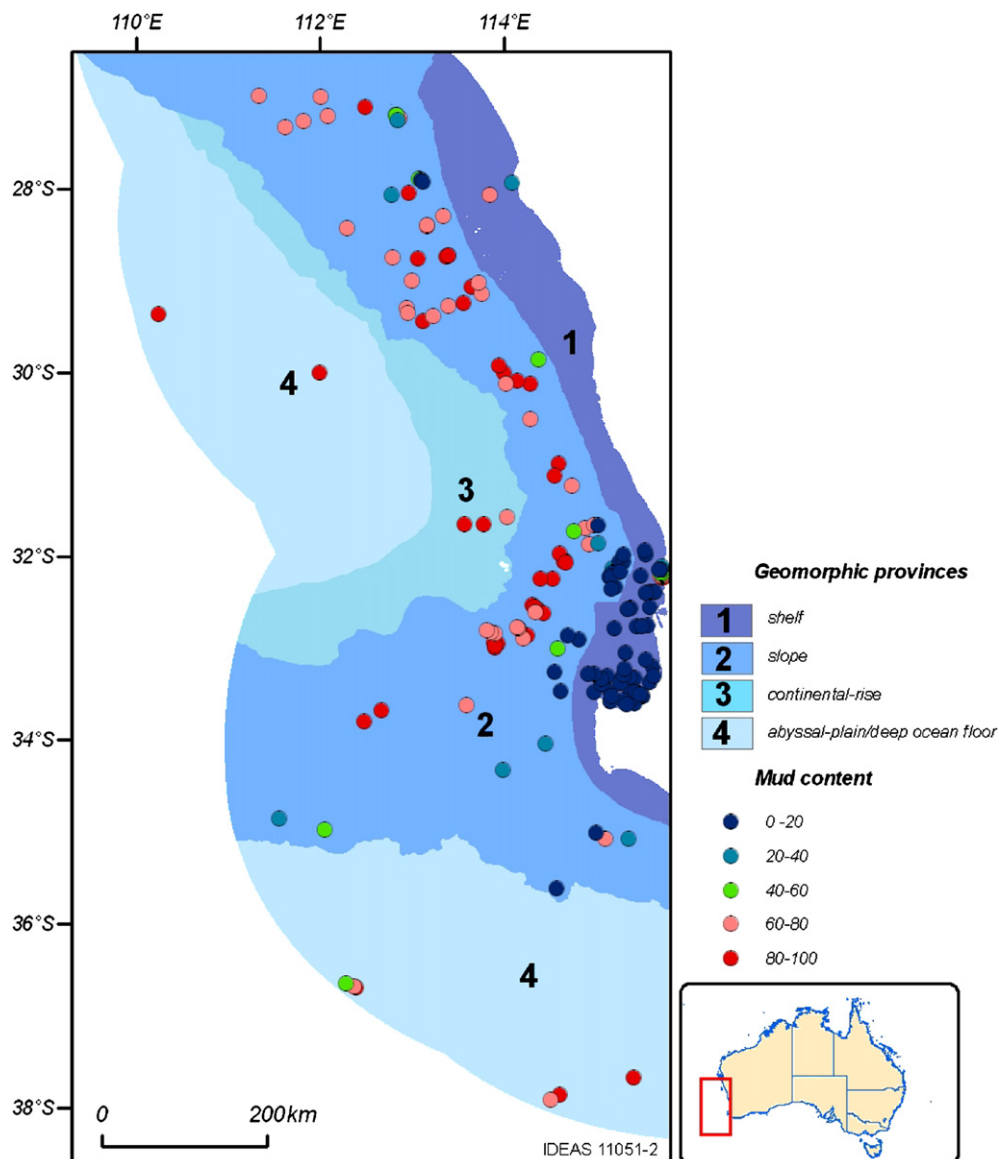 110°E 112°E 114°E
28°S
30°S
32°S
34°S
36°S
38°S
1
4
3
2
4
0 200km
IDEAS 11051-2
Geomorphic provinces
1 shelf
2 slope
3 continental-rise
4 abyssal-plain/deep ocean floor
Mud content
0 -20
20-40
40-60
60-80
80-100